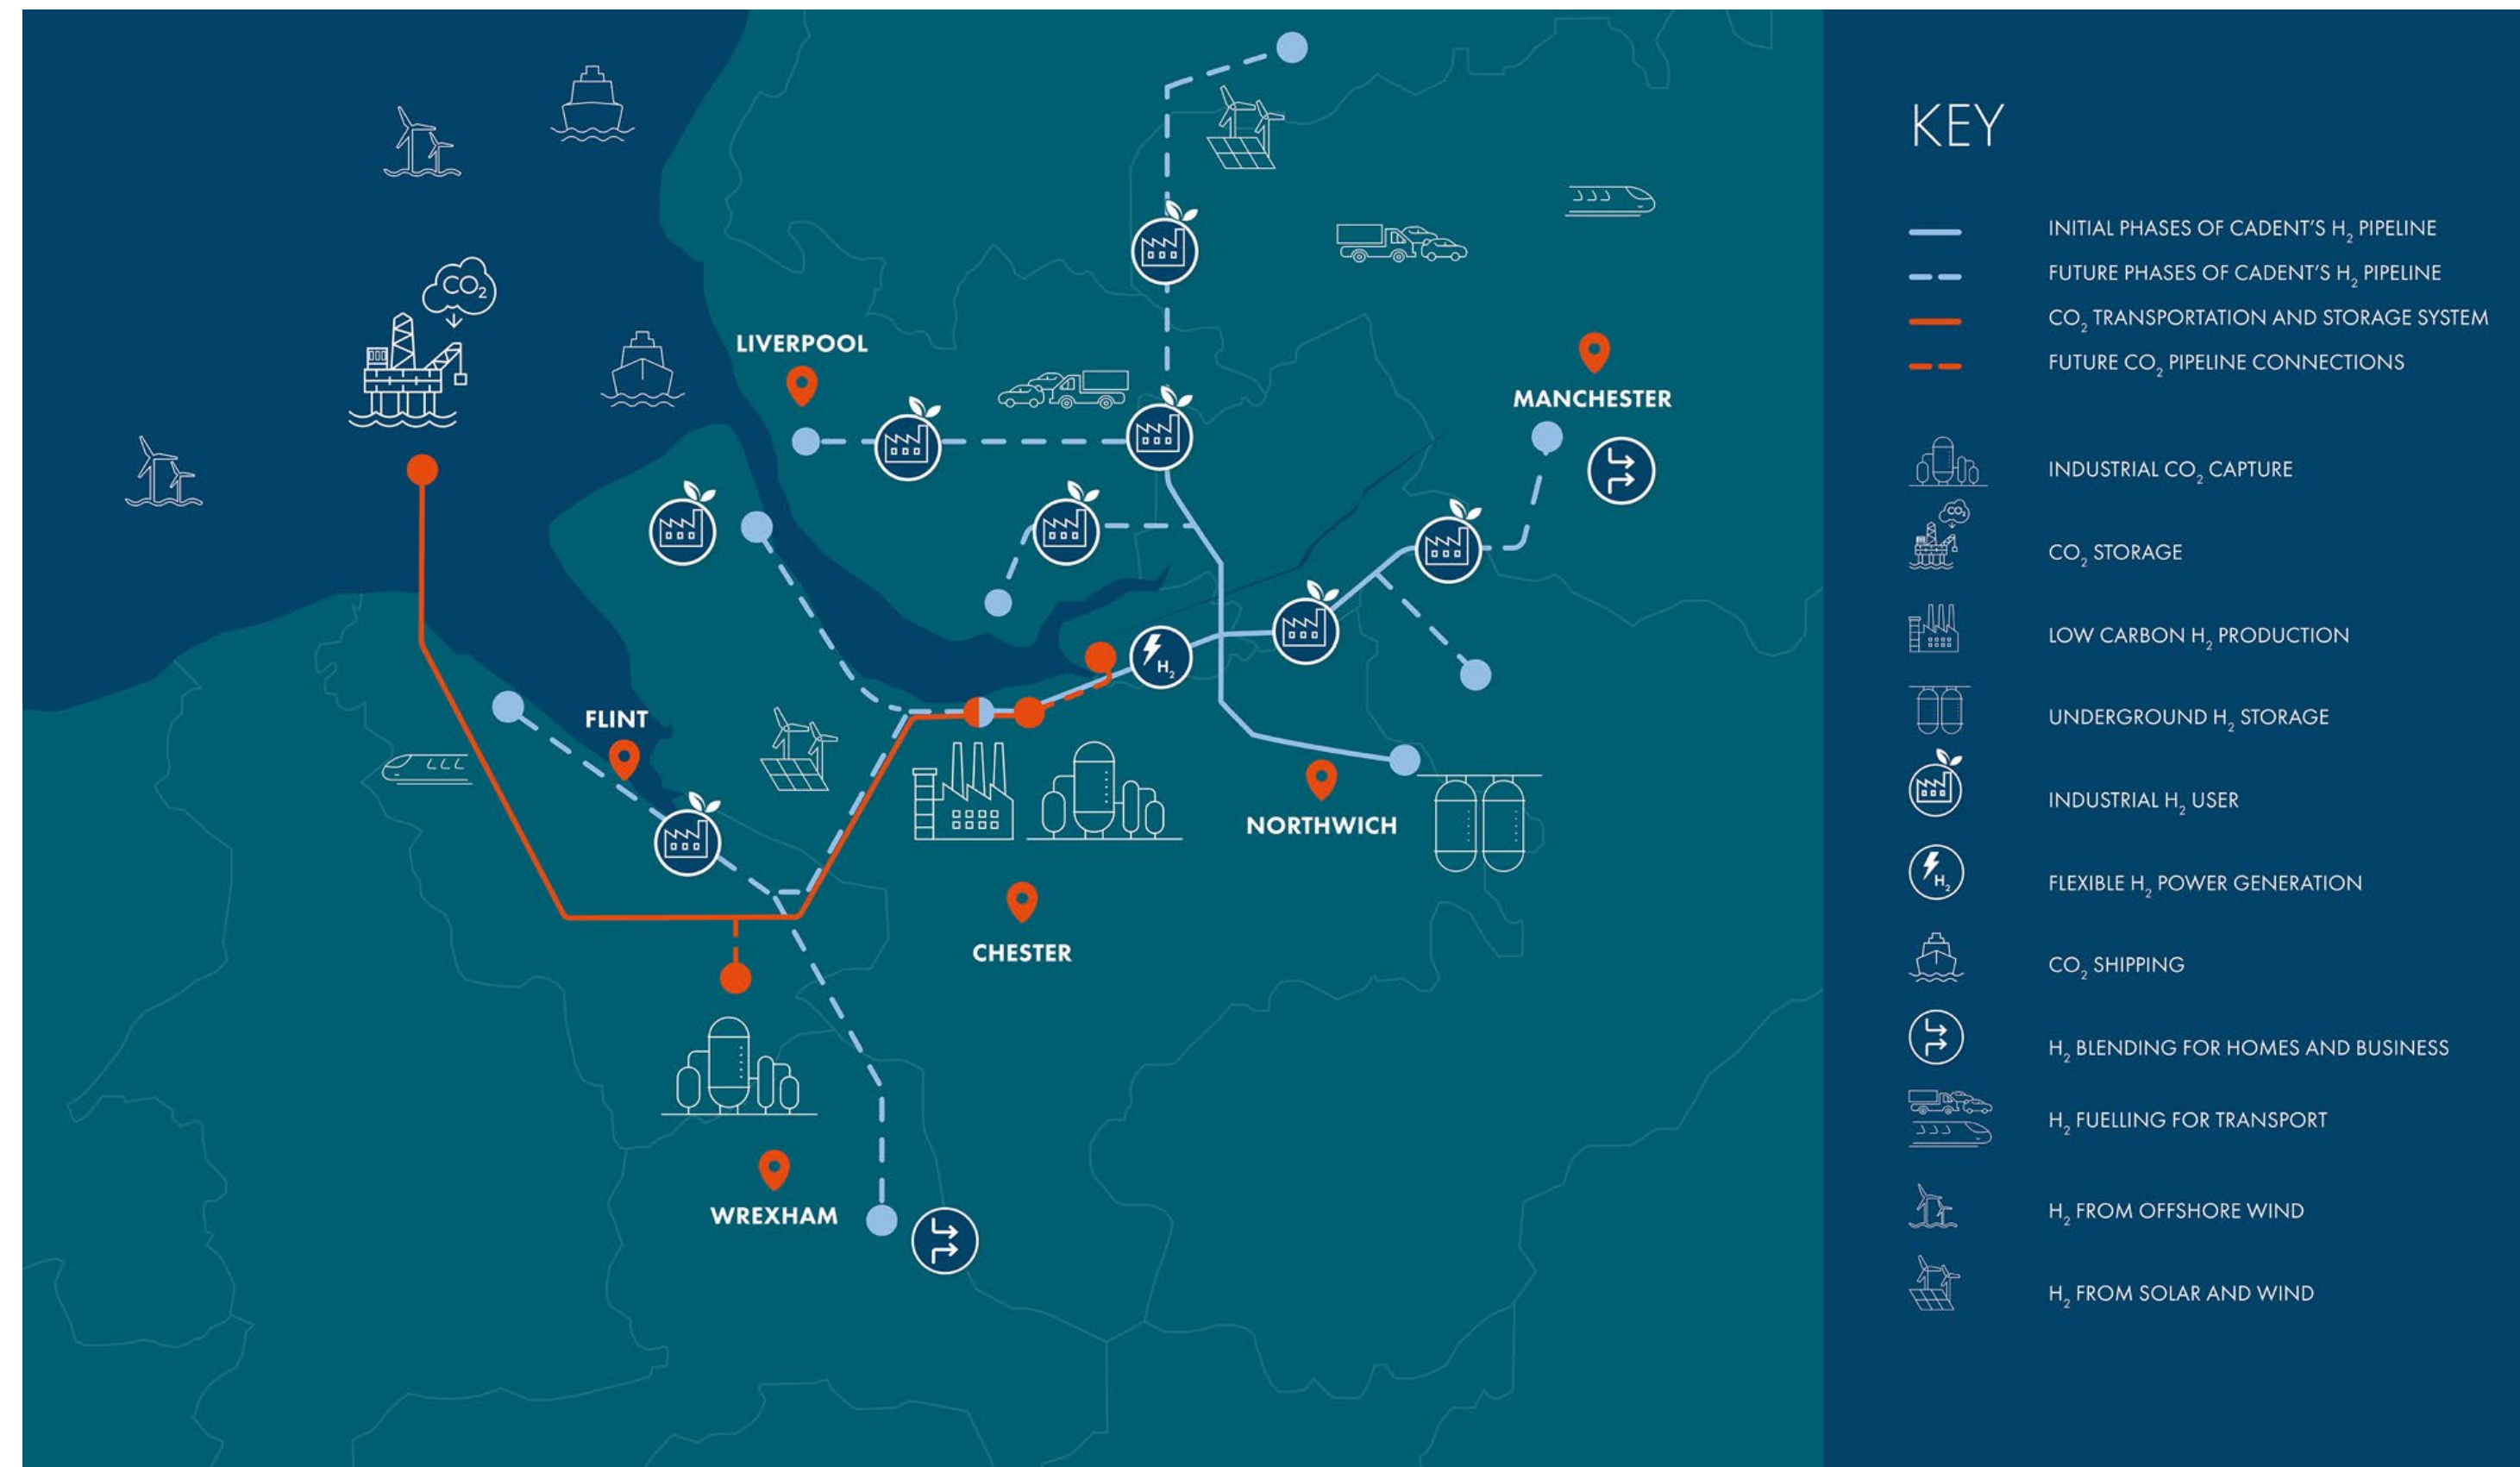 CO₂
LIVERPOOL
MANCHESTER
FLINT
H₂
NORTHWICH
CHESTER
WREXHAM
KEY
INITIAL PHASES OF CADENT'S H₂ PIPELINE
FUTURE PHASES OF CADENT'S H₂ PIPELINE
CO₂ TRANSPORTATION AND STORAGE SYSTEM
FUTURE CO₂ PIPELINE CONNECTIONS
INDUSTRIAL CO₂ CAPTURE
CO₂
CO₂ STORAGE
LOW CARBON H₂ PRODUCTION
UNDERGROUND H₂ STORAGE
INDUSTRIAL H₂ USER
H₂
FLEXIBLE H₂ POWER GENERATION
CO₂ SHIPPING
H₂ BLENDING FOR HOMES AND BUSINESS
H₂ FUELLING FOR TRANSPORT
H₂ FROM OFFSHORE WIND
H₂ FROM SOLAR AND WIND